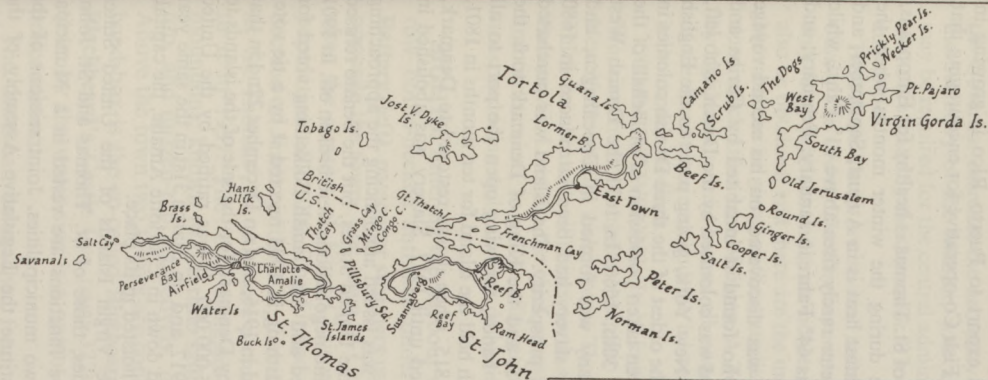 Prickly Pear Is.
Necker Is.
The Dogs
West
Bay
Pt. Pajaro
Virgin Gorda Is.
South Bay
Camano Is
Scrub Is.
Guana Is
Tortola
Lormer B.
Beef Is.
East Town
Old Jerusalem
Round Is.
Ginger Is.
Cooper Is.
Salt Is.
Peter Is.
Norman Is.
Jost V. Dyke
Is.
Tobago Is.
British
U.S.
Gt. Thatch I
Frenchman Cay
Hans
Lollik
Is.
Brass
Is.
Thatch
Cay
Grass Cay
Mingo C.
Congo C.
Salt Cay
Savana Is
Perseverance
Bay
Airfield
Charlotte
Amalie
Water Is
Buck Is
St. James
Islands
St. Thomas
Pillsbury Sd.
Susannaberg
Reef B.
Reef
Bay
Ram Head
St. John